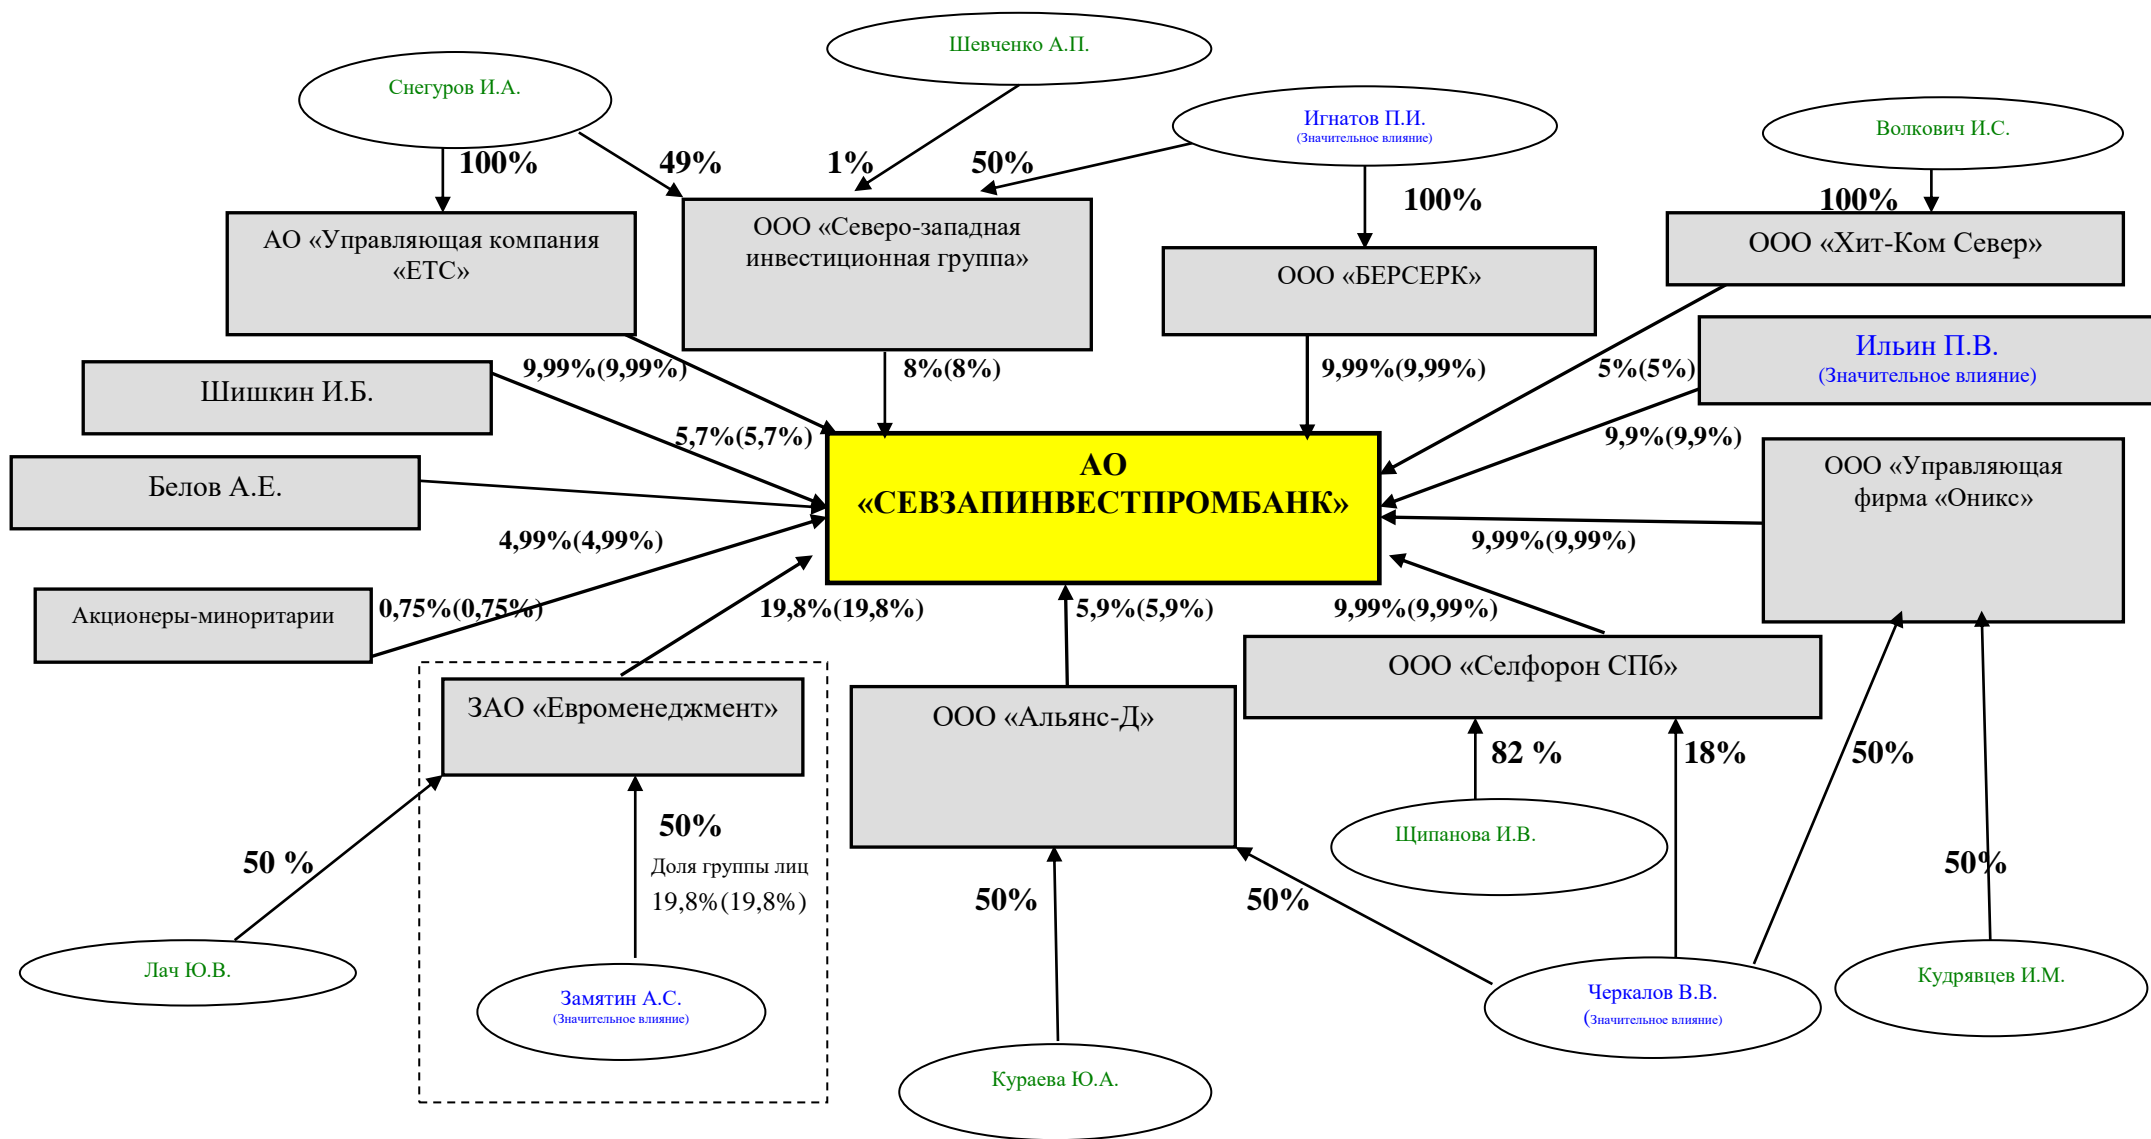 Шевченко А.П.
Снегуров И.А.
Игнатов П.И.
(Значительное влияние)
Волкович И.С.
100%
49%
1%
50%
100%
100%
АО «Управляющая компания
«ЕТС»
ООО «Северо-западная
инвестиционная группа»
ООО «БЕРСЕРК»
ООО «Хит-Ком Север»
Ильин П.В.
(Значительное влияние)
9,99%(9,99%)
8%(8%)
9,99%(9,99%)
5%(5%)
Шишкин И.Б.
5,7%(5,7%)
9,9%(9,9%)
Белов А.Е.
АО
«СЕВЗАПИНВЕСТПРОМБАНК»
ООО «Управляющая
фирма «Оникс»
4,99%(4,99%)
9,99%(9,99%)
Акционеры-миноритарии
0,75%(0,75%)
19,8%(19,8%)
5,9%(5,9%)
9,99%(9,99%)
ЗАО «Евроменеджмент»
ООО «Альянс-Д»
ООО «Селфорон СПб»
82 %
18%
50%
50%
Доля группы лиц
19,8%(19,8%)
Щипанова И.В.
50 %
50%
50%
50%
Лач Ю.В.
Замятин А.С.
(Значительное влияние)
Кураева Ю.А.
Черкалов В.В.
(Значительное влияние)
Кудрявцев И.М.